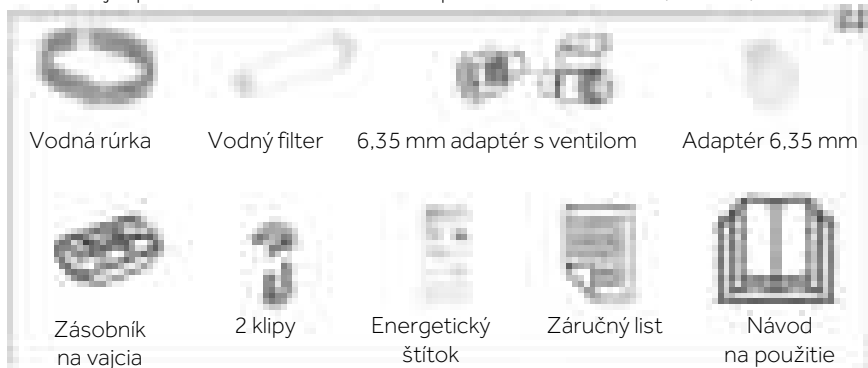 Vodná rúrka
Vodný filter
6,35 mm adaptér s ventilom
Adaptér 6,35 mm
Zásobník
na vajcia
2 klipy
Energetický
štítok
Záručný list
Návod
na použitie